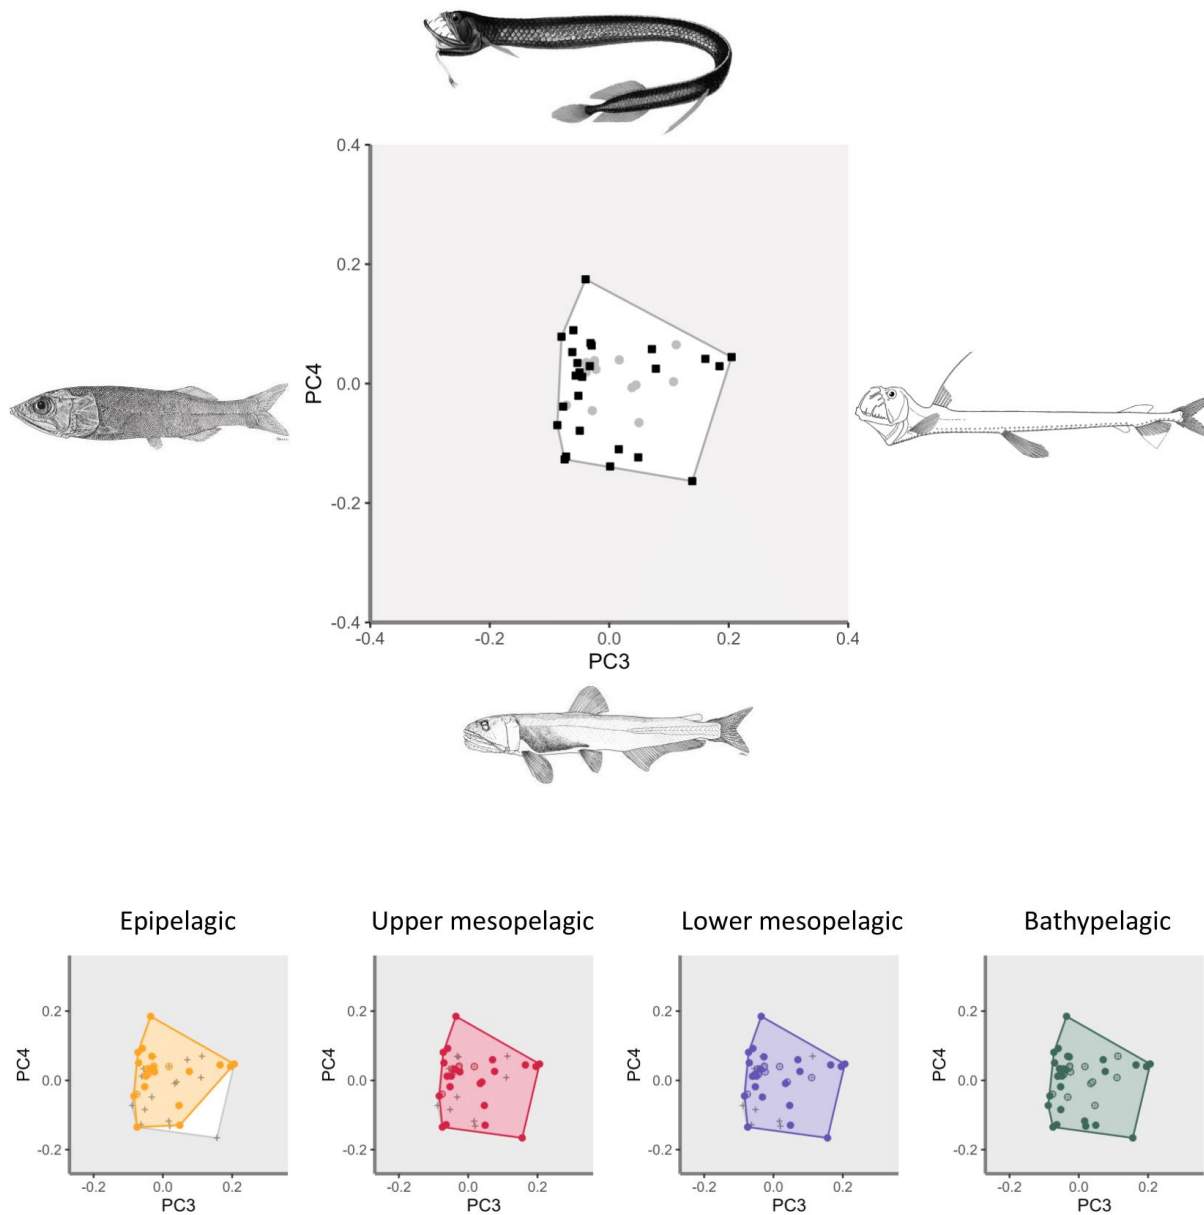 0.4
0.2
0.0
-0.2
-0.4
PC4
-0.4 -0.2 0.0 0.2 0.4
PC3
Epipelagic Upper mesopelagic Lower mesopelagic Bathypelagic
0.2 0.2 0.2 0.2
PC4 PC4 PC4 PC4
0.0 0.0 0.0 0.0
-0.2 -0.2 -0.2 -0.2
-0.2 0.0 0.2 -0.2 0.0 0.2 -0.2 0.0 0.2 -0.2 0.0 0.2
PC3 PC3 PC3 PC3